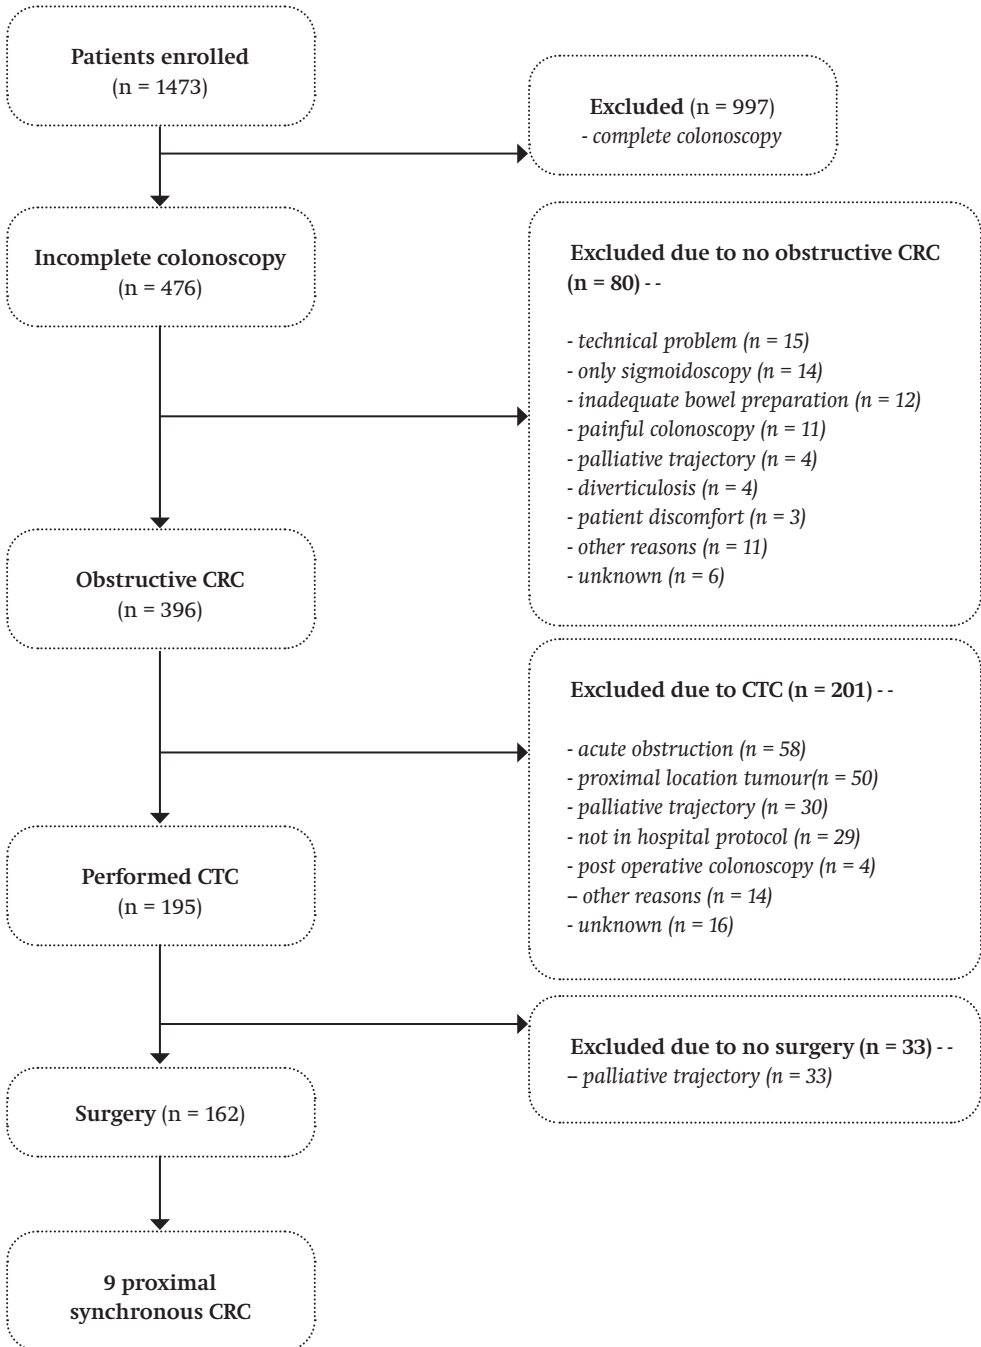 Patients enrolled
(n = 1473)
Excluded (n = 997)
- complete colonoscopy
Incomplete colonoscopy
(n = 476)
Excluded due to no obstructive CRC
(n = 80) - -
- technical problem (n = 15)
- only sigmoidoscopy (n = 14)
- inadequate bowel preparation (n = 12)
- painful colonoscopy (n = 11)
- palliative trajectory (n = 4)
- diverticulosis (n = 4)
- patient discomfort (n = 3)
- other reasons (n = 11)
- unknown (n = 6)
Obstructive CRC
(n = 396)
Excluded due to CTC (n = 201) - -
- acute obstruction (n = 58)
- proximal location tumour(n = 50)
- palliative trajectory (n = 30)
- not in hospital protocol (n = 29)
- post operative colonoscopy (n = 4)
– other reasons (n = 14)
- unknown (n = 16)
Performed CTC
(n = 195)
Excluded due to no surgery (n = 33) - -
– palliative trajectory (n = 33)
Surgery (n = 162)
9 proximal
synchronous CRC